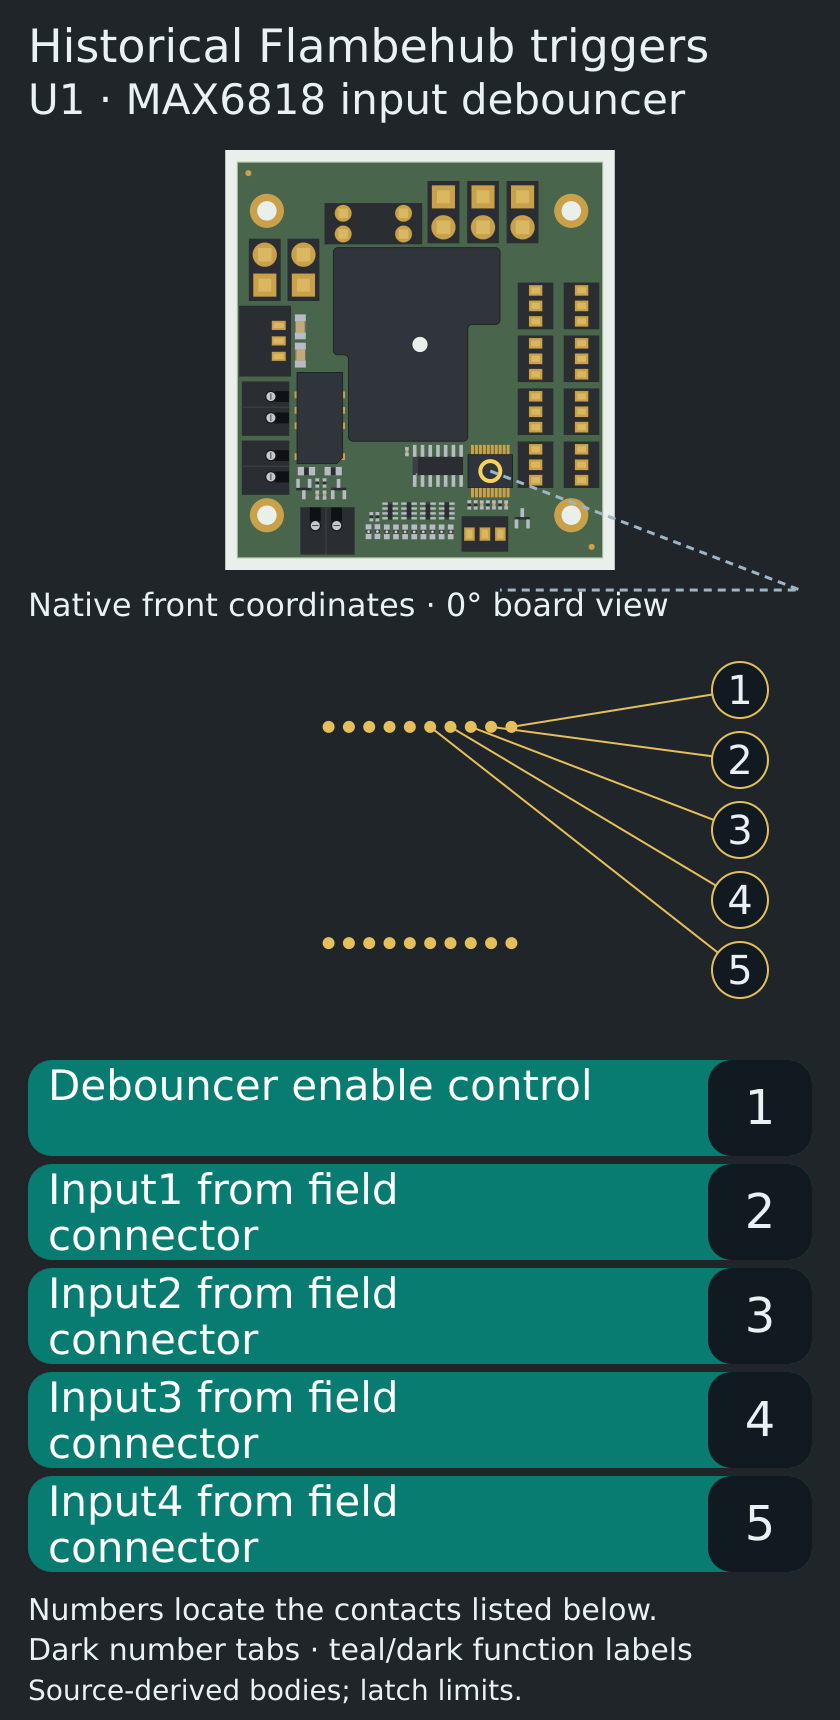 Historical Flambehub triggers
U1 · MAX6818 input debouncer
Native front coordinates · 0° board view
1
2
3
4
5
Debouncer enable control
1
Input1 from field
connector
2
Input2 from field
connector
3
Input3 from field
connector
4
Input4 from field
connector
5
Numbers locate the contacts listed below.
Dark number tabs · teal/dark function labels
Source-derived bodies; latch limits.